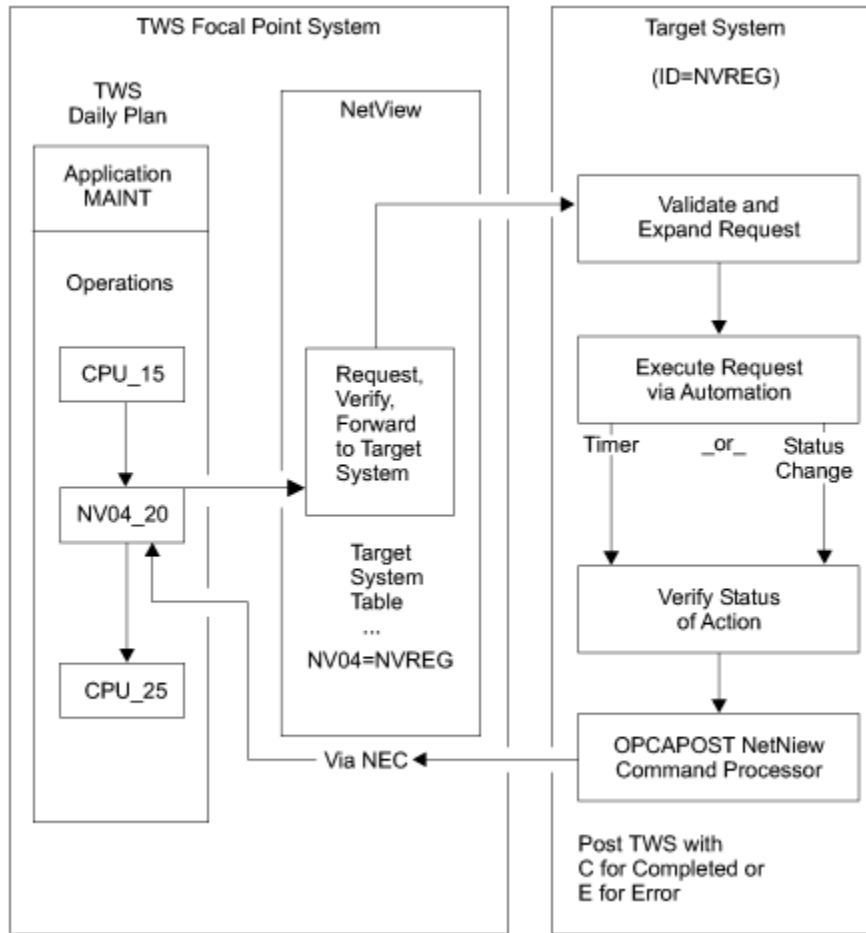 TWS Focal Point System
TWS
Daily Plan
Application
MAINT
Operations
CPU_15
NV04_20
CPU_25
NetView
Request,
Verify,
Forward
to Target
System
Target
System
Table
...
NV04=NVREG
Via NEC
Target System
(ID=NVREG)
Validate and
Expand Request
Execute Request
via Automation
Timer
_or_
Status
Change
Verify Status
of Action
OPCAPOST NetNiew
Command Processor
Post TWS with
C for Completed or
E for Error